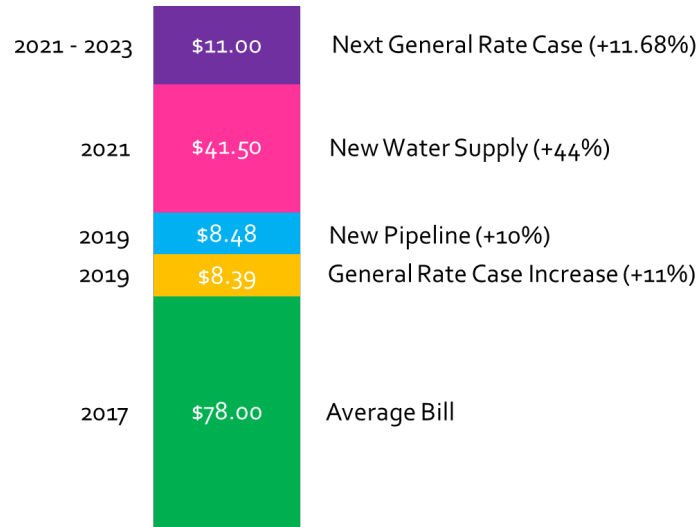 2021 - 2023 $11.00 Next General Rate Case (+11.68%)
2021 $41.50 New Water Supply (+44%)
2019 $8.48 New Pipeline (+10%)
2019 $8.39 General Rate Case Increase (+11%)
2017 $78.00 Average Bill